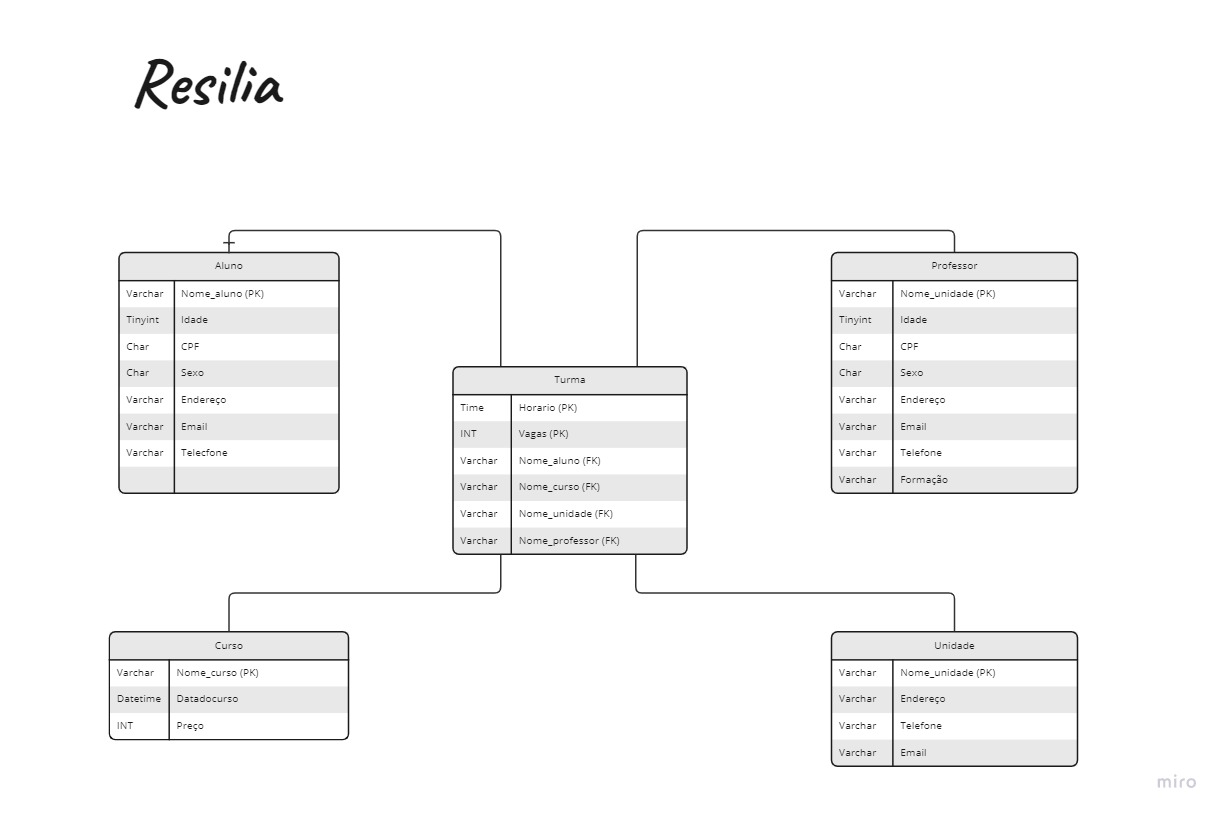 Resilia
Aluno
Varchar Nome_aluno (PK)
Tinyint Idade
Char CPF
Char Sexo
Varchar Endereço
Varchar Email
Varchar Telecfone
Professor
Varchar Nome_unidade (PK)
Tinyint Idade
Char CPF
Char Sexo
Varchar Endereço
Varchar Email
Varchar Telefone
Varchar Formação
Turma
Time Horario (PK)
INT Vagas (PK)
Varchar Nome_aluno (FK)
Varchar Nome_curso (FK)
Varchar Nome_unidade (FK)
Varchar Nome_professor (FK)
Curso
Varchar Nome_curso (PK)
Datetime Datadocurso
INT Preço
Unidade
Varchar Nome_unidade (PK)
Varchar Endereço
Varchar Telefone
Varchar Email
miro